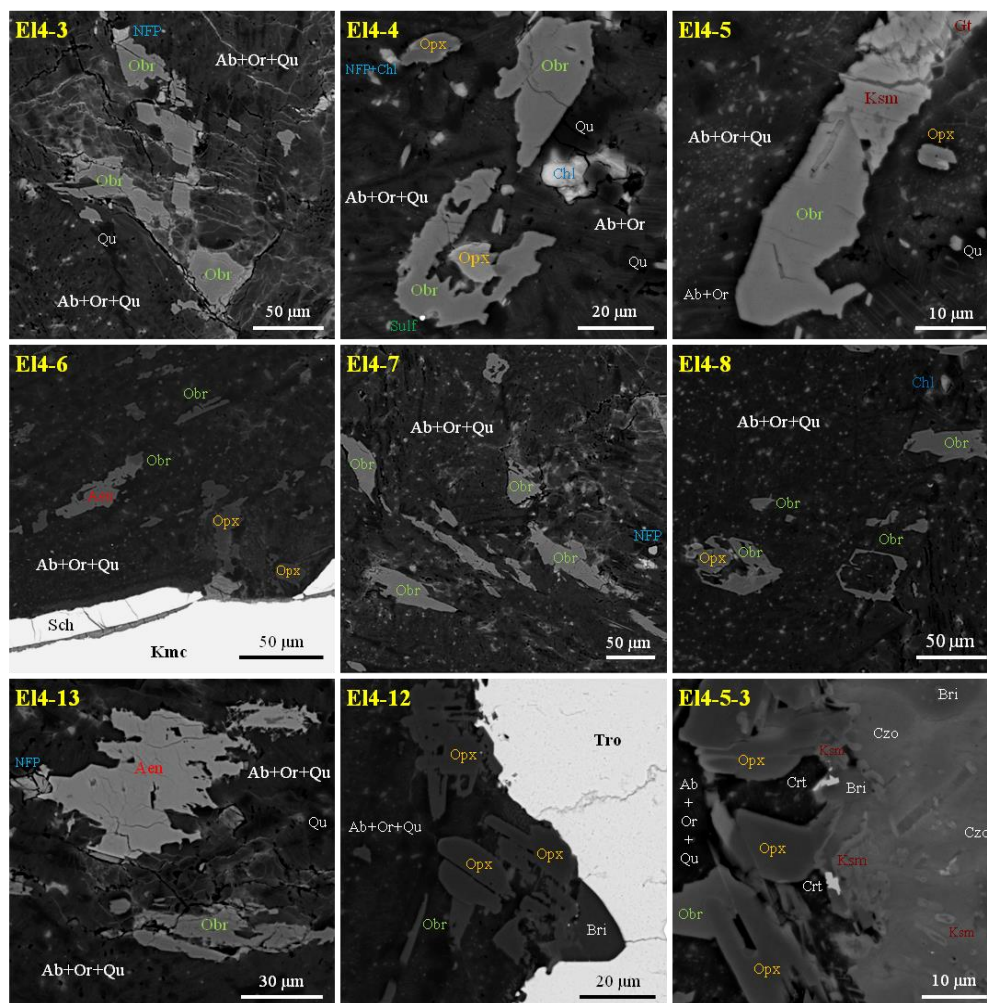 El4-3
NFP
Obr
Ab+Or+Qu
Obr
Qu
Obr
Ab+Or+Qu
50 µm
El4-4
Opx
NFP+Chl
Obr
Qu
Chl
Ab+Or+Qu
Ab+Or
Opx
Qu
Obr
Sulf
20 µm
El4-5
Gt
Ksm
Ab+Or+Qu
Opx
Obr
Qu
Ab+Or
10 µm
El4-6
Obr
Obr
Aen
Opx
Ab+Or+Qu
Opx
Sch
Kmc
50 µm
El4-7
Ab+Or+Qu
Obr
Obr
NFP
Obr
Obr
50 µm
El4-8
Chl
Ab+Or+Qu
Obr
Obr
Obr
Opx
Obr
50 µm
El4-13
Aen
NFP
Ab+Or+Qu
Qu
Obr
Ab+Or+Qu
30 µm
El4-12
Opx
Tro
Ab+Or+Qu
Opx
Opx
Obr
Bri
20 µm
El4-5-3
Bri
Czo
Ksm
Opx
Crt
Bri
Ab
+
Or
+
Qu
Czo
Opx
Ksm
Crt
Obr
Ksm
Opx
10 µm